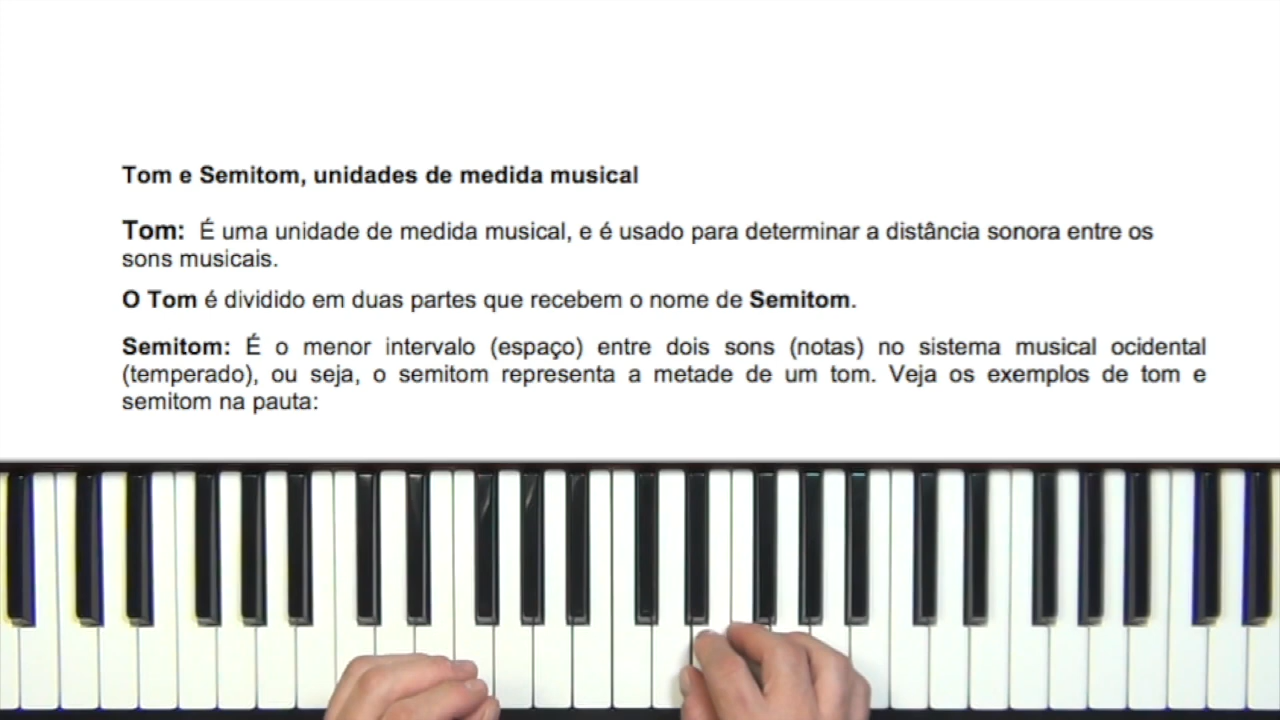 Tom e Semitom, unidades de medida musical
Tom: É uma unidade de medida musical, e é usado para determinar a distância sonora entre os
sons musicais.
O Tom é dividido em duas partes que recebem o nome de Semitom.
Semitom: É o menor intervalo (espaço) entre dois sons (notas) no sistema musical ocidental
(temperado), ou seja, o semitom representa a metade de um tom. Veja os exemplos de tom e
semitom na pauta: